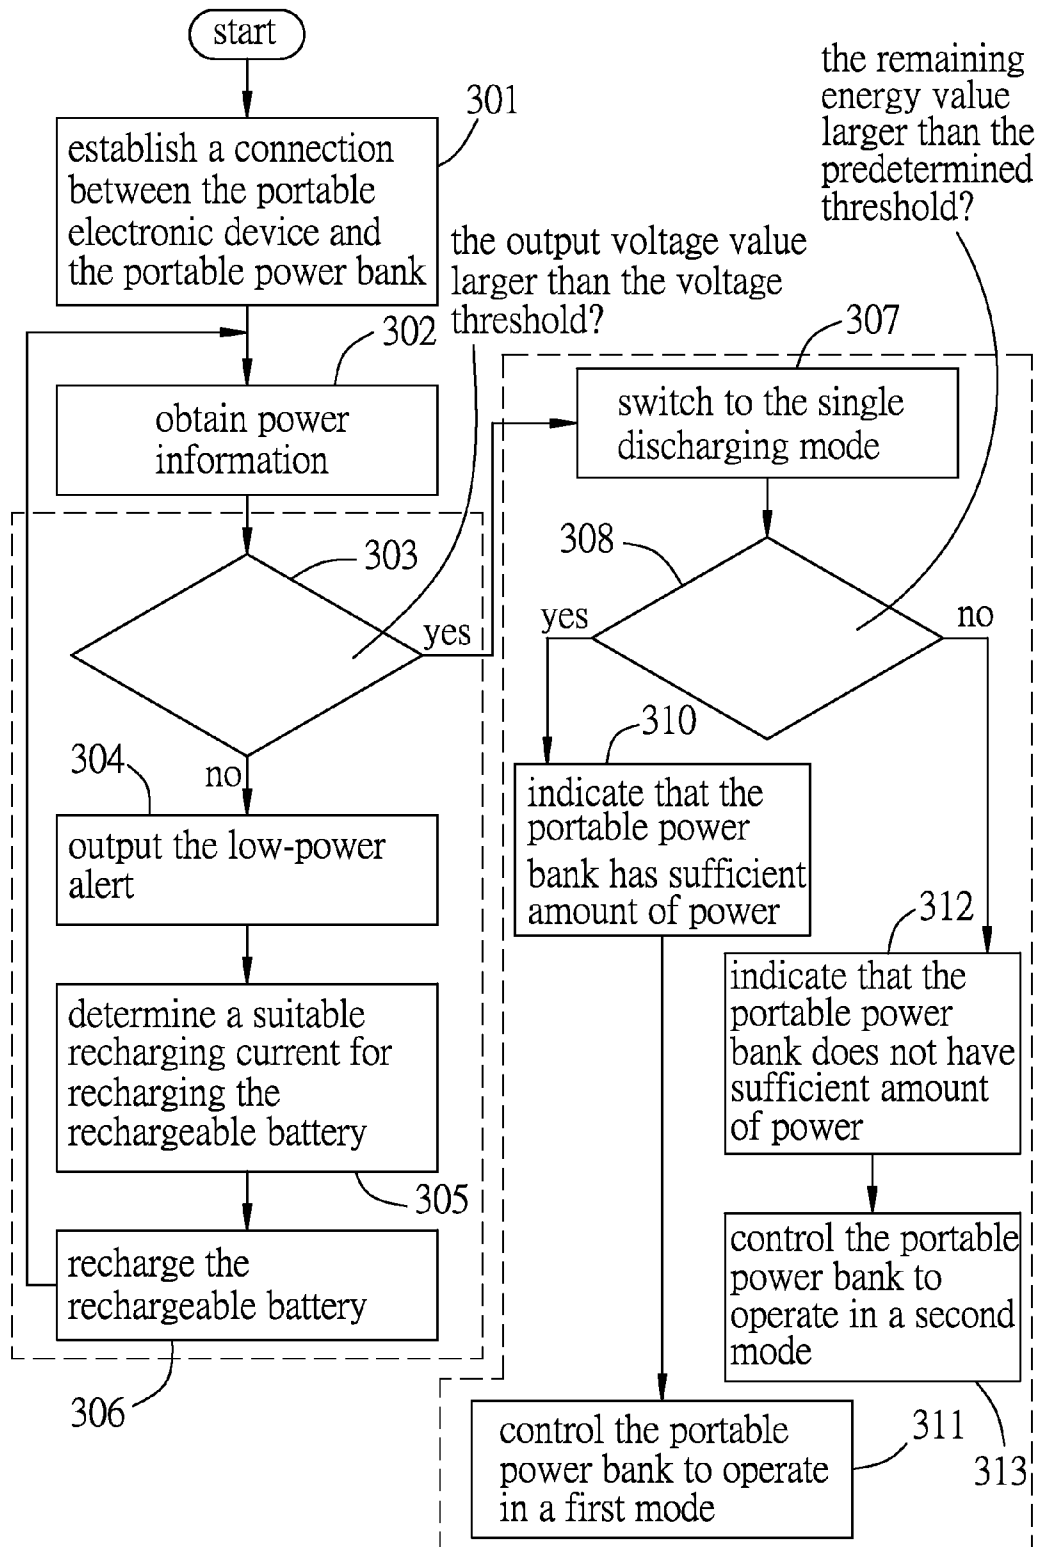 start
301
establish a connection
between the portable
electronic device and
the portable power bank
the remaining
energy value
larger than the
predetermined
threshold?
the output voltage value
larger than the voltage
threshold?
302
obtain power
information
307
switch to the single
discharging mode
303
yes
no
308
yes
no
304
output the low-power
alert
determine a suitable
recharging current for
recharging the
rechargeable battery
305
recharge the
rechargeable battery
306
310
indicate that the
portable power
bank has sufficient
amount of power
312
indicate that the
portable power
bank does not have
sufficient amount
of power
control the portable
power bank to
operate in a second
mode
313
control the portable
power bank to operate
in a first mode
311